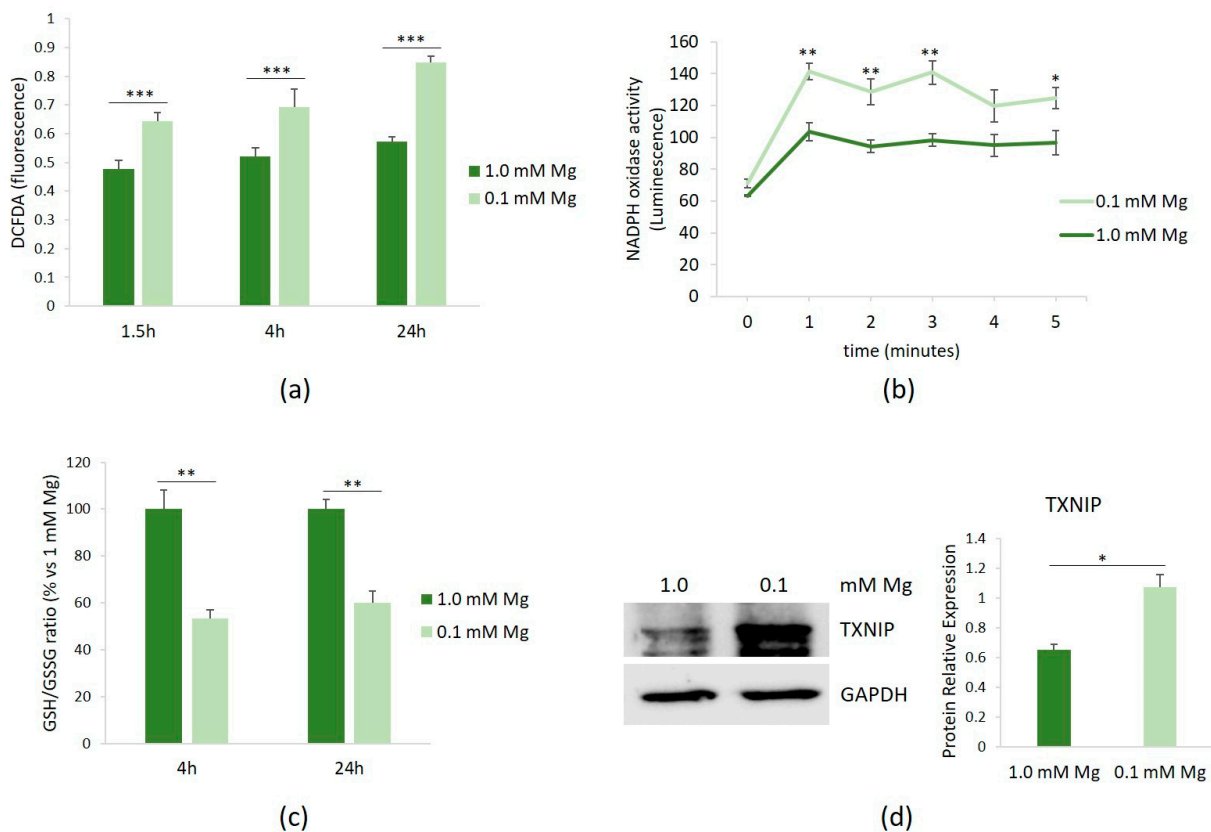 1
0.9
0.8
0.7
0.6
0.5
0.4
0.3
0.2
0.1
0
DCFDA (fluorescence)
***
***
***
1.5h
4h
24h
1.0 mM Mg
0.1 mM Mg
(a)
160
140
120
100
80
60
40
20
0
NADPH oxidase activity
(Luminescence)
**
**
**
*
0
1
2
3
4
5
time (minutes)
0.1 mM Mg
1.0 mM Mg
(b)
120
100
80
60
40
20
0
GSH/GSSG ratio (% vs 1 mM Mg)
**
**
4h
24h
1.0 mM Mg
0.1 mM Mg
(c)
1.0 0.1 mM Mg
TXNIP
GAPDH
TXNIP
1.4
1.2
1
0.8
0.6
0.4
0.2
0
Protein Relative Expression
*
1.0 mM Mg 0.1 mM Mg
(d)